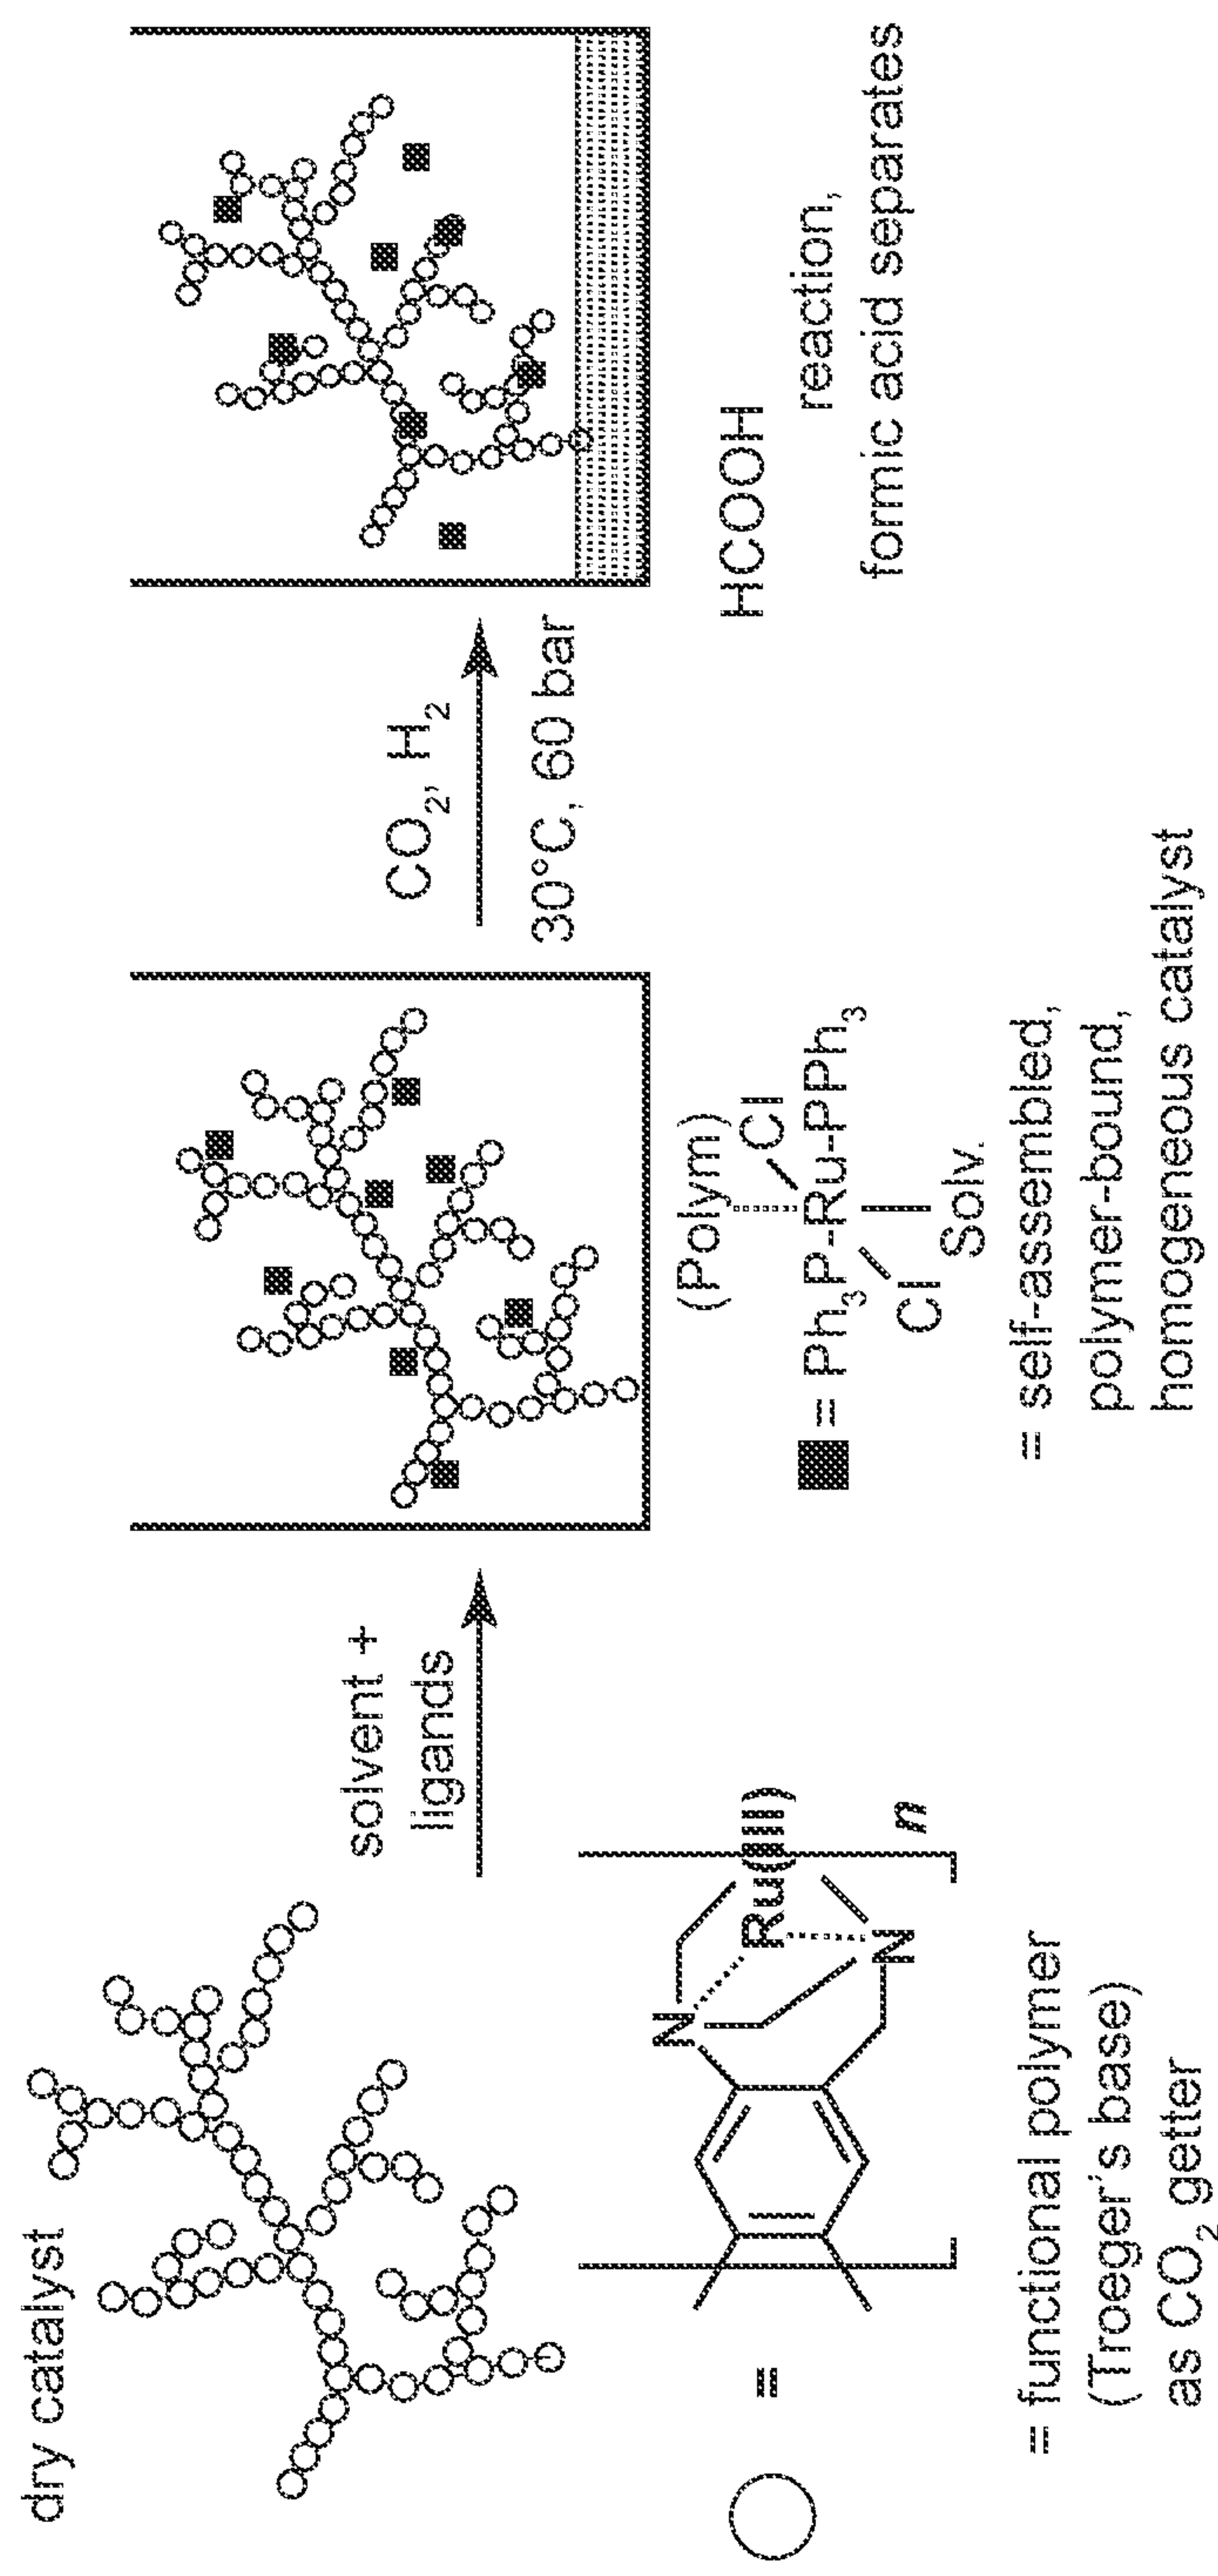 dry catalyst
solvent +
ligands
CO2, H2
30°C, 60 bar
N
Ru(III)
N
n
=
= functional polymer
(Troeger's base)
as CO2 getter
(Polym)
Cl
= Ph3P-Ru-PPh3
Cl
Solv.
= self-assembled,
polymer-bound,
homogeneous catalyst
HCOOH
reaction,
formic acid separates